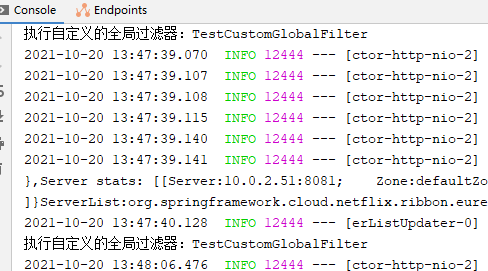 Console Endpoints
执行自定义的全局过滤器：TestCustomGlobalFilter
2021-10-20 13:47:39.070 INFO 12444 --- [ctor-http-nio-2]
2021-10-20 13:47:39.107 INFO 12444 --- [ctor-http-nio-2]
2021-10-20 13:47:39.108 INFO 12444 --- [ctor-http-nio-2]
2021-10-20 13:47:39.115 INFO 12444 --- [ctor-http-nio-2]
2021-10-20 13:47:39.140 INFO 12444 --- [ctor-http-nio-2]
2021-10-20 13:47:39.141 INFO 12444 --- [ctor-http-nio-2]
},Server stats: [[Server:10.0.2.51:8081; Zone:defaultZo
]}ServerList:org.springframework.cloud.netflix.ribbon.eure
2021-10-20 13:47:40.128 INFO 12444 --- [erListUpdater-0]
执行自定义的全局过滤器：TestCustomGlobalFilter
2021-10-20 13:48:06.476 INFO 12444 --- [ctor-http-nio-2]